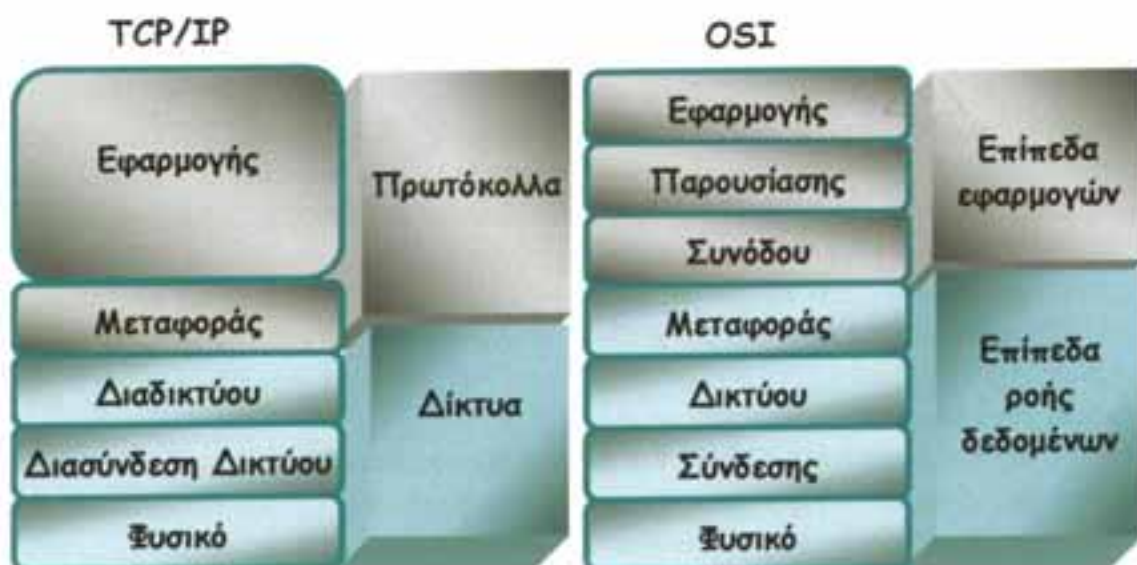 TCP/IP
Εφαρμογής
Μεταφοράς
Διαδικτύου
Διασύνδεση Δικτύου
Φυσικό
Πρωτόκολλα
Δίκτυα
OSI
Εφαρμογής
Παρουσίασης
Συνόδου
Μεταφοράς
Δικτύου
Σύνδεσης
Φυσικό
Επίπεδα
εφαρμογών
Επίπεδα
ροής
δεδομένων